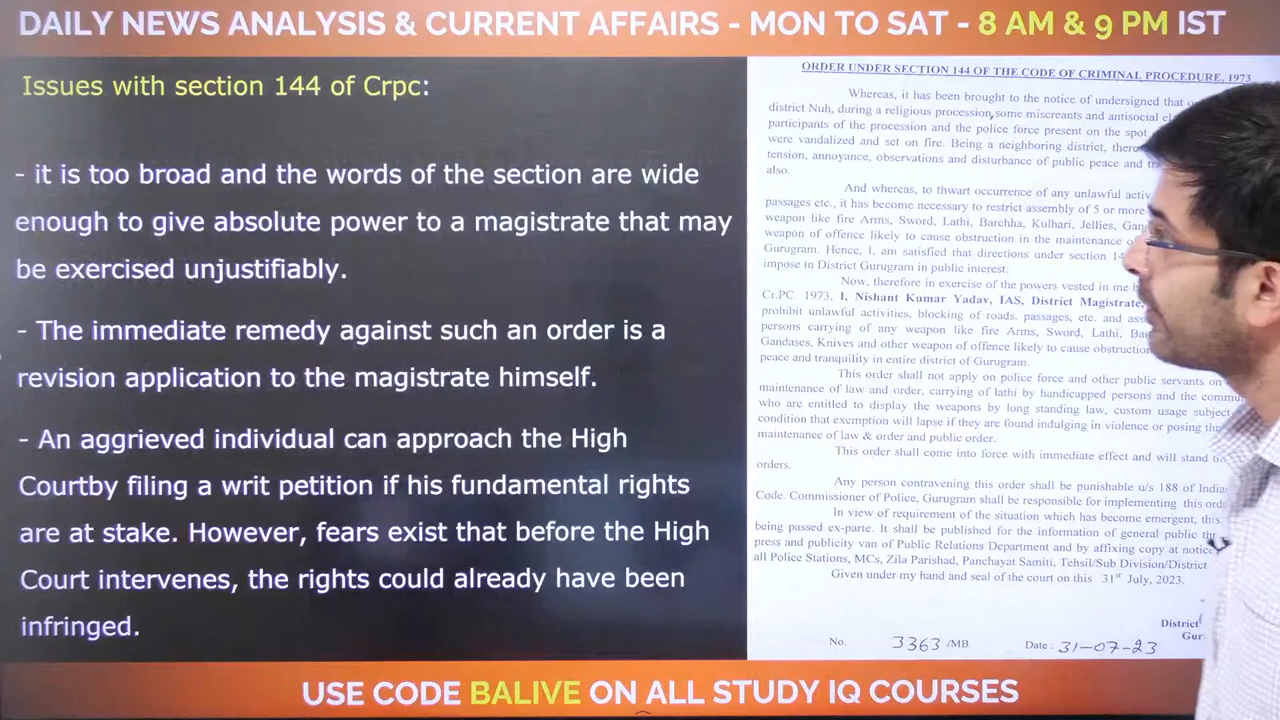 DAILY NEWS ANALYSIS & CURRENT AFFAIRS - MON TO SAT - 8 AM & 9 PM IST
Issues with section 144 of Crpc:
- it is too broad and the words of the section are wide
enough to give absolute power to a magistrate that may
be exercised unjustifiably.
- The immediate remedy against such an order is a
revision application to the magistrate himself.
- An aggrieved individual can approach the High
Courtby filing a writ petition if his fundamental rights
are at stake. However, fears exist that before the High
Court intervenes, the rights could already have been
infringed.
ORDER UNDER SECTION 144 OF THE CODE OF CRIMINAL PROCEDURE, 1973
Whereas, it has been brought to the notice of undersigned that
district Nuh, during a religious procession, some miscreants and antisocial
participants of the procession and the police force present on the spot
were vandalized and set on fire. Being a neighboring district,
tension, annoyance, observations and disturbance of public peace and
also.
And whereas, to thwart occurrence of any unlawful
passages etc., it has become necessary to restrict assembly of 5 or more
weapon like fire Arms, Sword, Lathi, Barchha, Kulhari, Jellies,
weapon of offence likely to cause obstruction in the maintenance
Gurugram. Hence, I, am satisfied that directions under section
impose in District Gurugram in public interest.
Now, therefore in exercise of the powers vested in me
Cr.PC. 1973, I, Nishant Kumar Yadav, IAS, District Magistrate,
prohibit unlawful activities, blocking of roads, passages, etc. and
persons carrying of any weapon like fire Arms, Sword, Lathi,
Gandases, Knives and other weapon of offence likely to cause
peace and tranquility in entire district of Gurugram.
This order shall not apply on police force and other public servants on
maintenance of law and order, carrying of lathi by handicapped persons and the
who are entitled to display the weapons by long standing law, custom usage subject
condition that exemption will lapse if they are found indulging in violence or posing
maintenance of law & order and public order.
This order shall come into force with immediate effect and will stand
orders.
Any person contravening this order shall be punishable u/s 188 of
Code. Commissioner of Police, Gurugram shall be responsible for implementing this
In view of requirement of the situation which has become emergent, this
being passed ex-parte. It shall be published for the information of general public
press and publicity van of Public Relations Department and by affixing copy at
all Police Stations, MCs, Zila Parishad, Panchayat Samiti, Tehsil/Sub Division/District
Given under my hand and seal of the court on this 31st July, 2023.
District
Gur
No. 3363 /MB Date : 31-07-23
USE CODE BALIVE ON ALL STUDY IQ COURSES